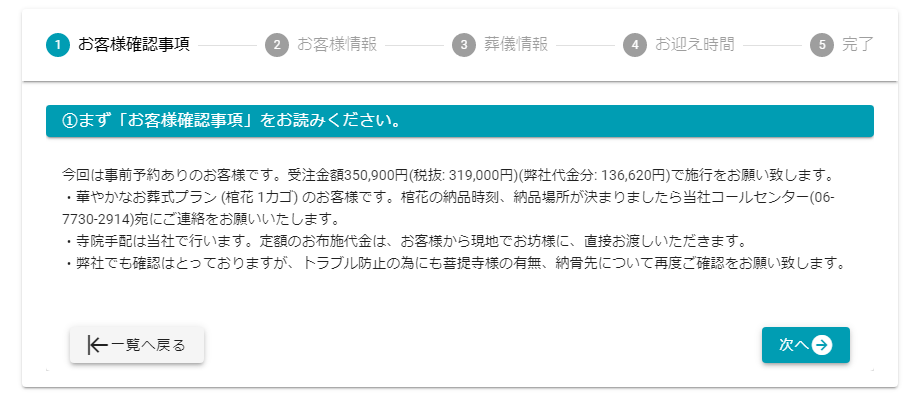 1 お客様確認事項 2 お客様情報 3 葬儀情報 4 お迎え時間 5 完了
①まず「お客様確認事項」をお読みください。
今回は事前予約ありのお客様です。受注金額350,900円(税抜: 319,000円)(弊社代金分: 136,620円)で施行をお願い致します。
・華やかなお葬式プラン (棺花 1カゴ) のお客様です。棺花の納品時刻、納品場所が決まりましたら当社コールセンター(06-
7730-2914)宛にご連絡をお願いいたします。
・寺院手配は当社で行います。定額のお布施代金は、お客様から現地でお坊様に、直接お渡しいただきます。
・弊社でも確認はとっておりますが、トラブル防止の為にも菩提寺様の有無、納骨先について再度ご確認をお願い致します。
一覧へ戻る 次へ